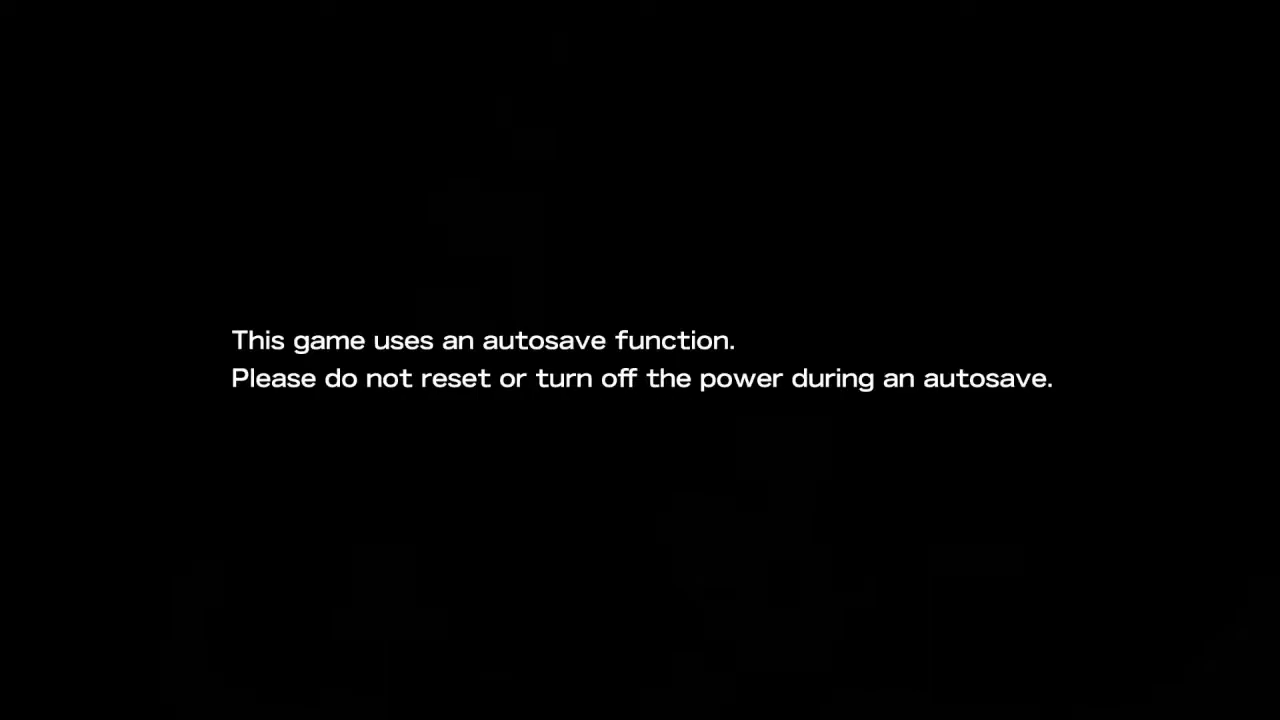 This game uses an autosave function.
Please do not reset or turn off the power during an autosave.